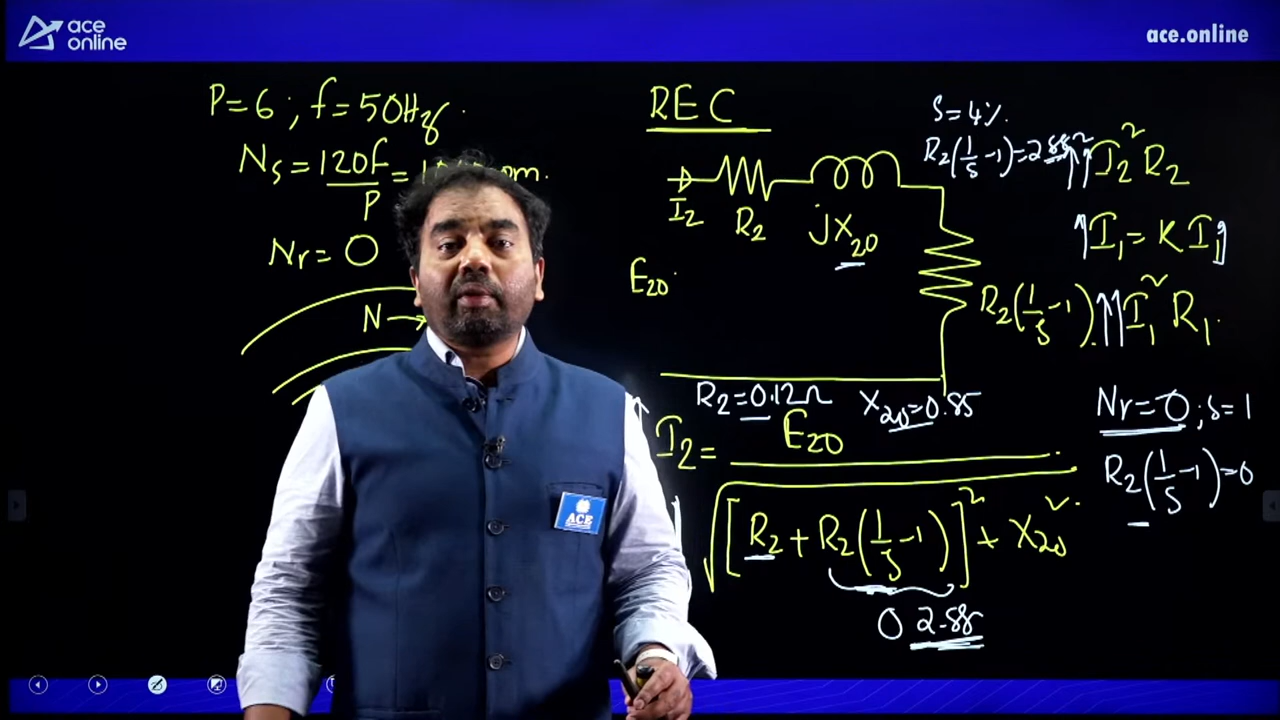 ace
online
ace.online
P=6 ; f=50Hz
Ns = 120f/P =
Nr = 0
N →
REC
S=4%
R2(1/s -1)=2.88
I2² R2
I2
R2
jX20
I1 = K I1
E20
R2(1/s -1)
I1² R1
R2=0.12Ω X20=0.85
Nr=0 ; s=1
I2 = E20 / √([R2 + R2(1/s -1)]² + X20²)
R2(1/s -1)=0
ACE
0 2.88